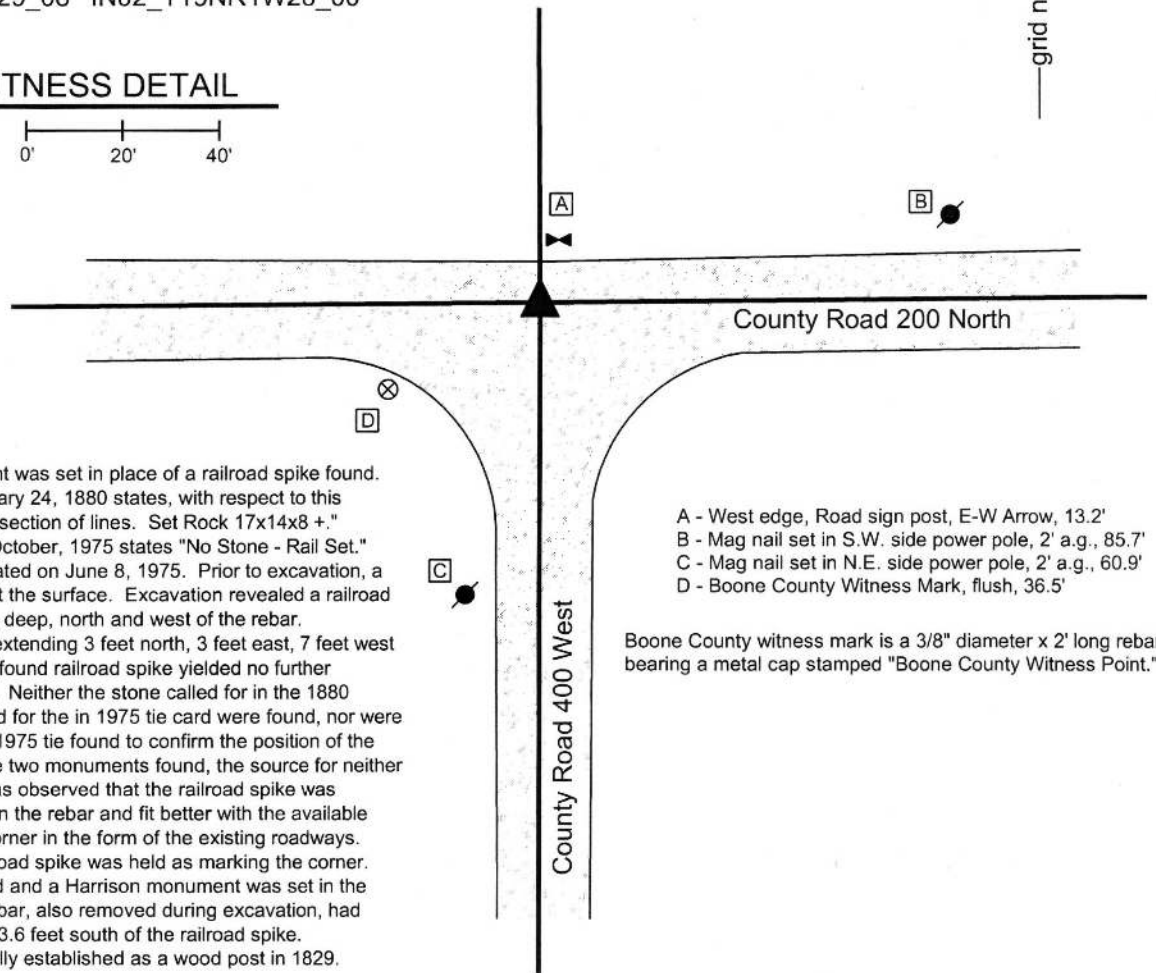 TNESS DETAIL
0' 20' 40'
grid n
A
B
County Road 200 North
D
C
County Road 400 West
nt was set in place of a railroad spike found.
ary 24, 1880 states, with respect to this
section of lines. Set Rock 17x14x8 +."
October, 1975 states "No Stone - Rail Set."
ated on June 8, 1975. Prior to excavation, a
t the surface. Excavation revealed a railroad
deep, north and west of the rebar.
extending 3 feet north, 3 feet east, 7 feet west
found railroad spike yielded no further
Neither the stone called for in the 1880
d for the in 1975 tie card were found, nor were
1975 tie found to confirm the position of the
e two monuments found, the source for neither
as observed that the railroad spike was
n the rebar and fit better with the available
orner in the form of the existing roadways.
oad spike was held as marking the corner.
d and a Harrison monument was set in the
bar, also removed during excavation, had
3.6 feet south of the railroad spike.
lly established as a wood post in 1829.
A - West edge, Road sign post, E-W Arrow, 13.2'
B - Mag nail set in S.W. side power pole, 2' a.g., 85.7'
C - Mag nail set in N.E. side power pole, 2' a.g., 60.9'
D - Boone County Witness Mark, flush, 36.5'
Boone County witness mark is a 3/8" diameter x 2' long rebar
bearing a metal cap stamped "Boone County Witness Point."